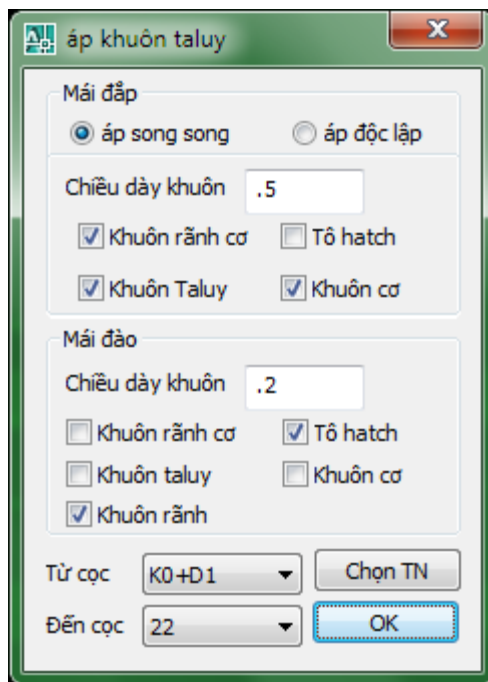 áp khuôn taluy
Mái đắp
áp song song áp độc lập
Chiều dày khuôn .5
Khuôn rãnh cơ Tô hatch
Khuôn Taluy Khuôn cơ
Mái đào
Chiều dày khuôn .2
Khuôn rãnh cơ Tô hatch
Khuôn taluy Khuôn cơ
Khuôn rãnh
Từ cọc K0+D1 Chọn TN
Đến cọc 22 OK